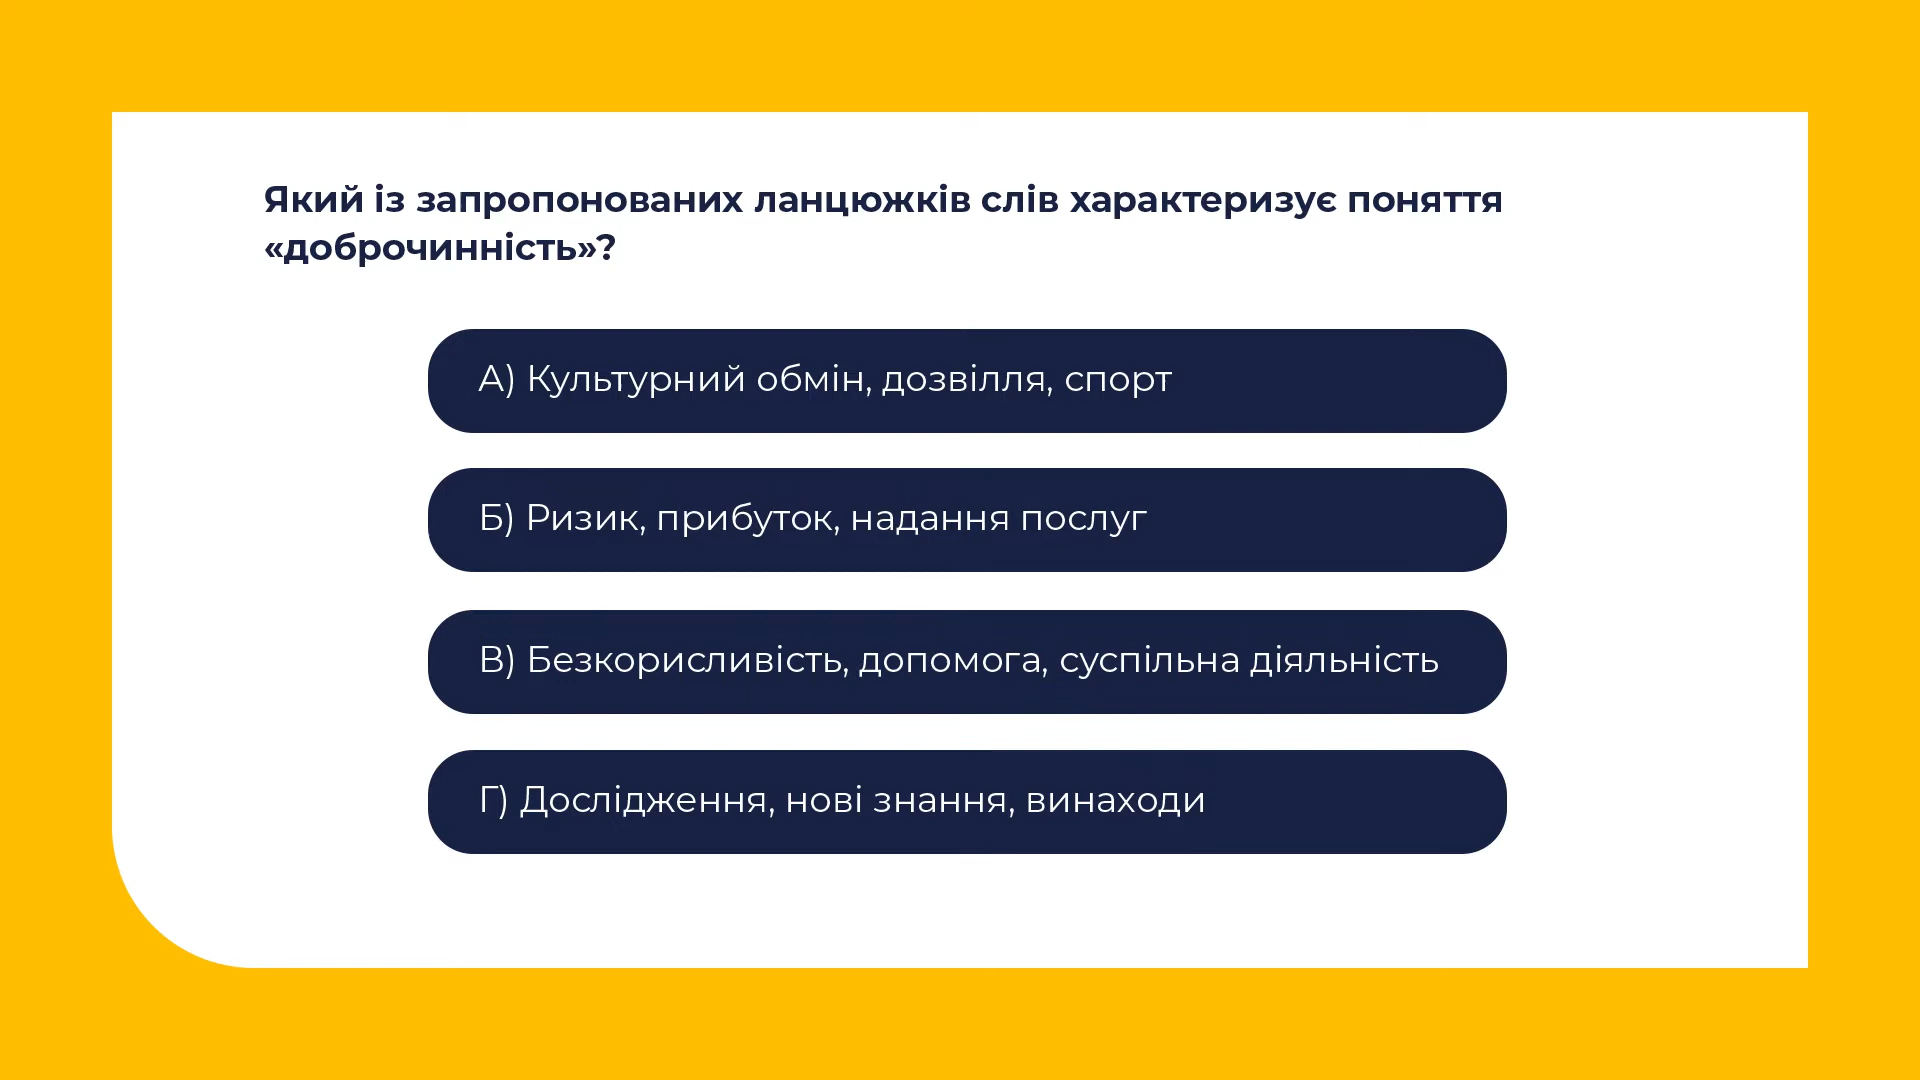 Який із запропонованих ланцюжків слів характеризує поняття
«доброчинність»?
А) Культурний обмін, дозвілля, спорт
Б) Ризик, прибуток, надання послуг
В) Безкорисливість, допомога, суспільна діяльність
Г) Дослідження, нові знання, винаходи